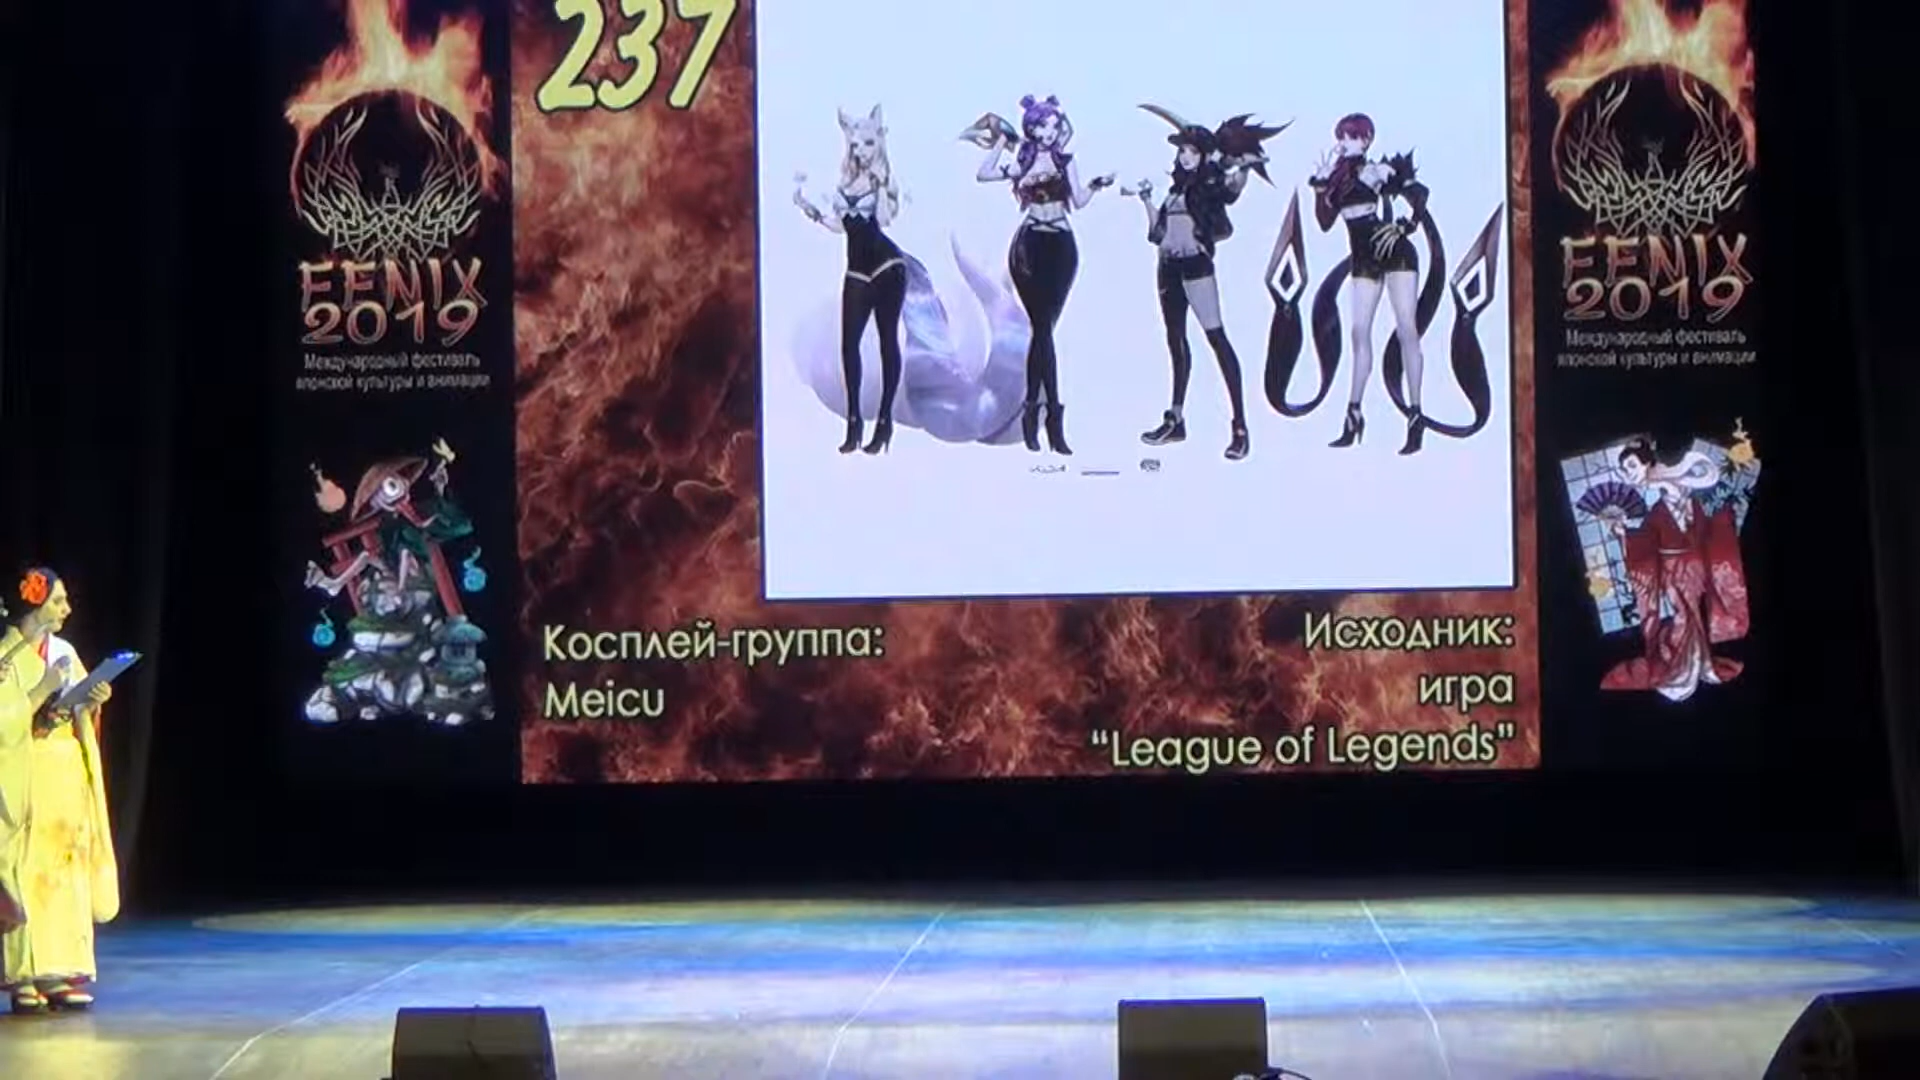 237
FENIX
2019
Международный фестиваль
японской культуры и анимации
FENIX
2019
Международный фестиваль
японской культуры и анимации
Косплей-группа:
Meicu
Исходник:
игра
“League of Legends”